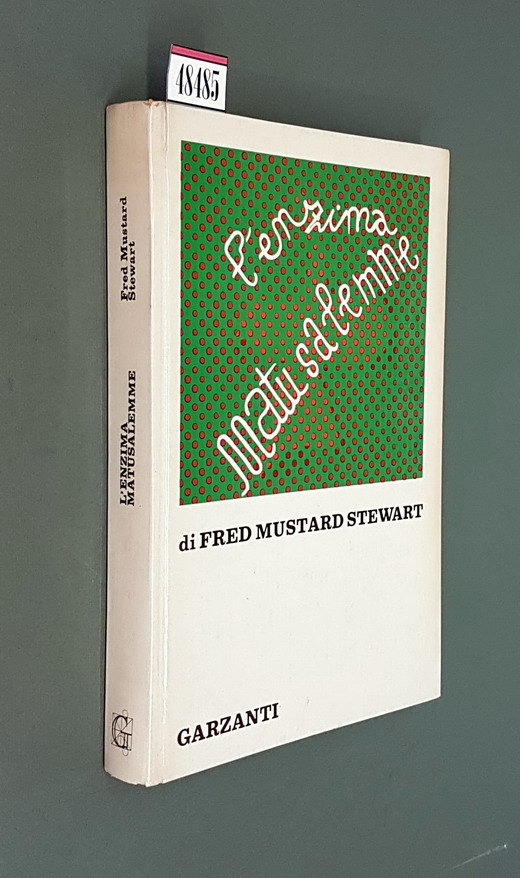 48485
l'enzima
matusalemme
di FRED MUSTARD STEWART
GARZANTI
Fred Mustard
Stewart
L'ENZIMA
MATUSALEMME
G